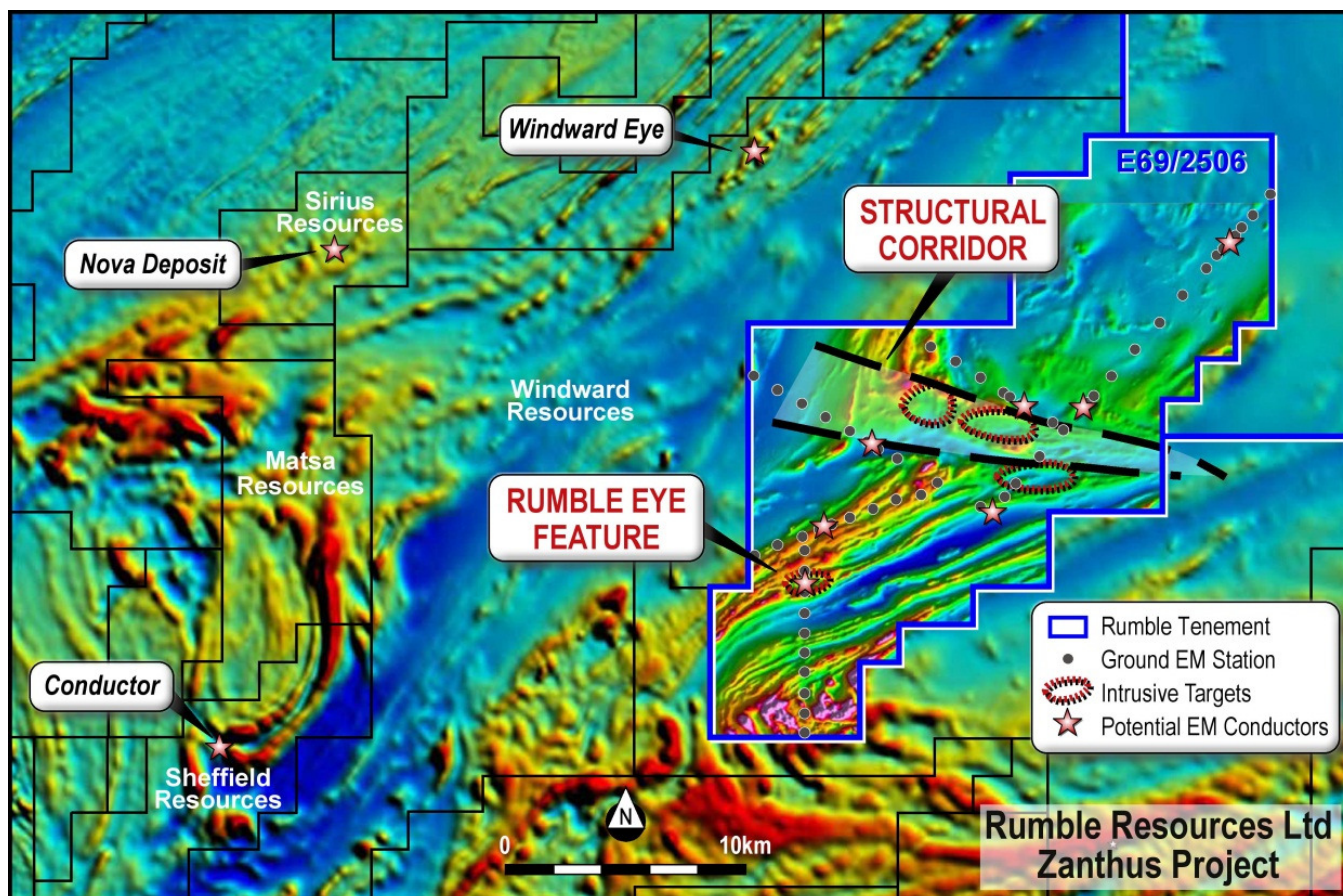 Windward Eye
E69/2506
Sirius
Resources
STRUCTURAL
CORRIDOR
Nova Deposit
Windward
Resources
Matsa
Resources
RUMBLE EYE
FEATURE
Rumble Tenement
Ground EM Station
Intrusive Targets
Potential EM Conductors
Conductor
Sheffield
Resources
N
0 10km
Rumble Resources Ltd
Zanthus Project